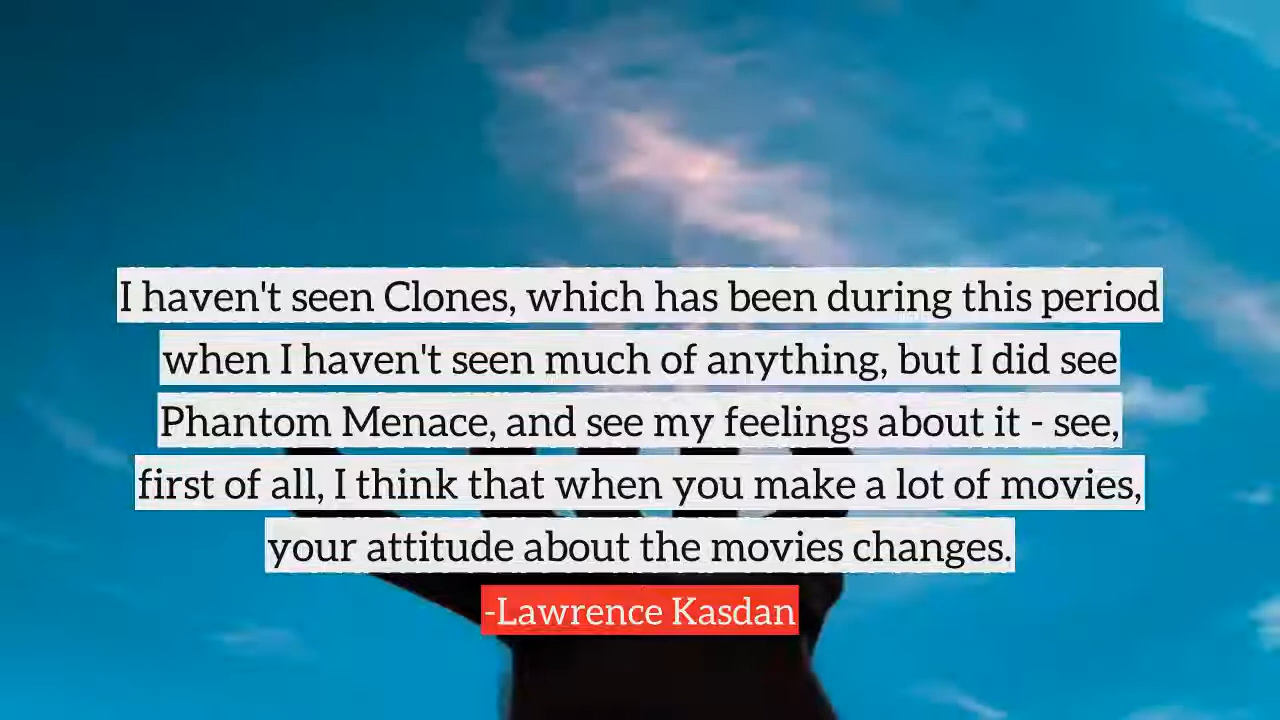 I haven't seen Clones, which has been during this period
when I haven't seen much of anything, but I did see
Phantom Menace, and see my feelings about it - see,
first of all, I think that when you make a lot of movies,
your attitude about the movies changes.
-Lawrence Kasdan